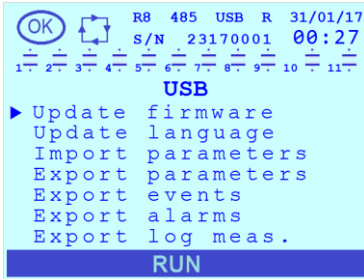 OK R8 485 USB R 31/01/17
S/N 23170001 00:27
1 2 3 4 5 6 7 8 9 10 11
USB
Update firmware
Update language
Import parameters
Export parameters
Export events
Export alarms
Export log meas.
RUN